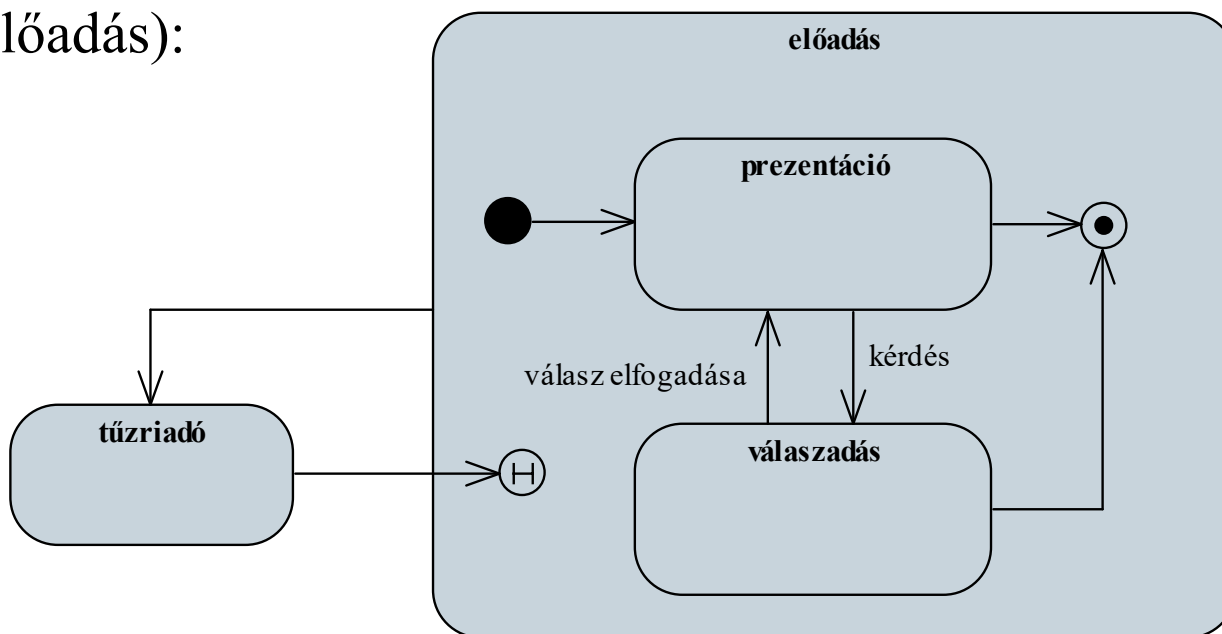 lőadás):
előadás
prezentáció
válasz elfogadása
kérdés
tűzriadó
válaszadás
H